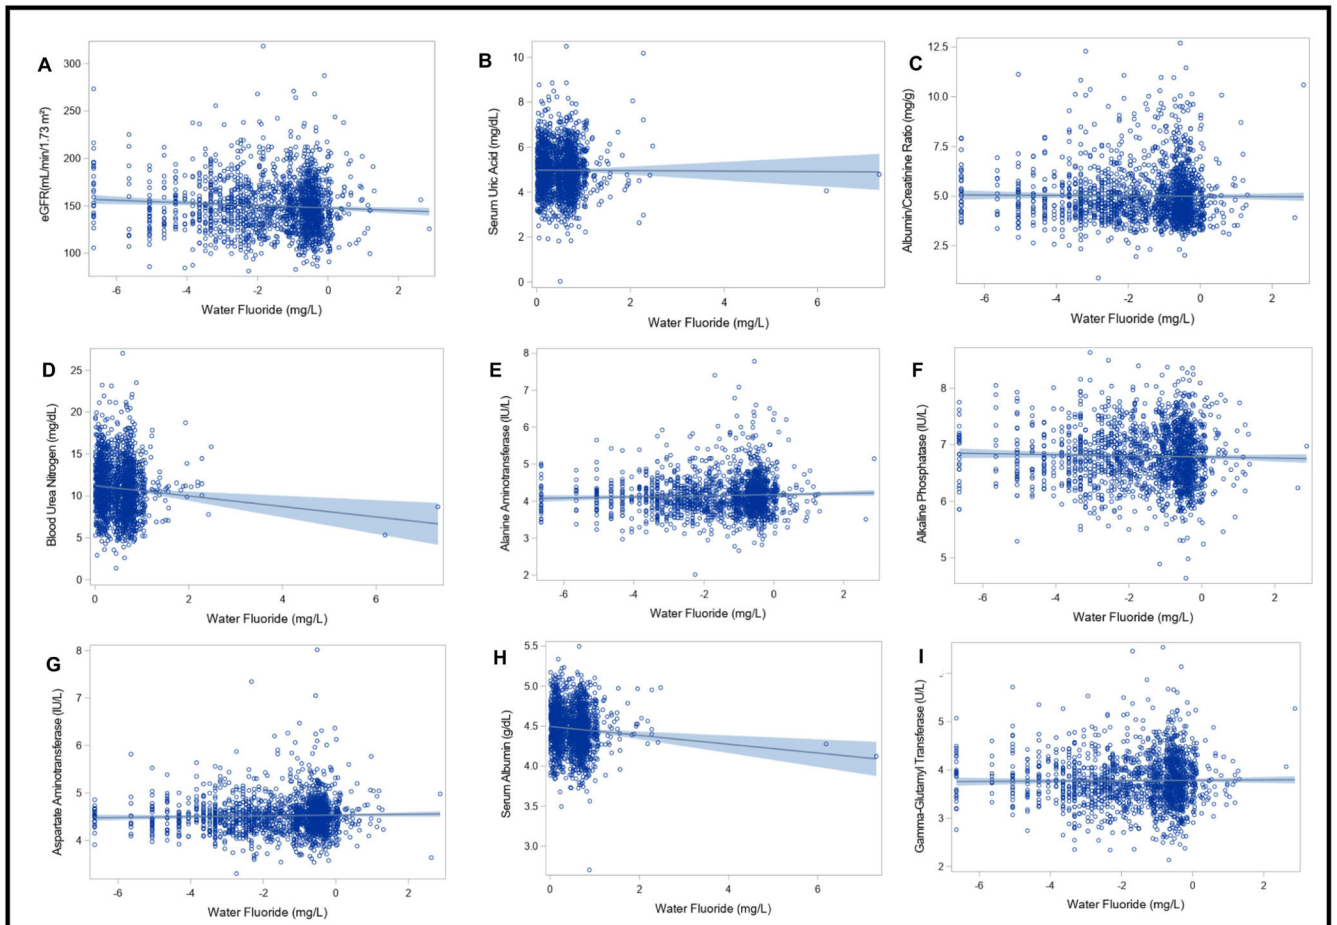 A
eGFR(mL/min/1.73 m²)
300
250
200
150
100
-6 -4 -2 0 2
Water Fluoride (mg/L)
B
Serum Uric Acid (mg/dL)
10
8
6
4
2
0
0 2 4 6
Water Fluoride (mg/L)
C
Albumin/Creatinine Ratio (mg/g)
12.5
10.0
7.5
5.0
2.5
-6 -4 -2 0 2
Water Fluoride (mg/L)
D
Blood Urea Nitrogen (mg/dL)
25
20
15
10
5
0
0 2 4 6
Water Fluoride (mg/L)
E
Alanine Aminotransferase (IU/L)
8
7
6
5
4
3
2
-6 -4 -2 0 2
Water Fluoride (mg/L)
F
Alkaline Phosphatase (IU/L)
8
7
6
5
-6 -4 -2 0 2
Water Fluoride (mg/L)
G
Aspartate Aminotransferase (IU/L)
8
7
6
5
4
-6 -4 -2 0 2
Water Fluoride (mg/L)
H
Serum Albumin (g/dL)
5.5
5.0
4.5
4.0
3.5
3.0
0 2 4 6
Water Fluoride (mg/L)
I
Gamma-Glutamyl Transferase (U/L)
5
4
3
2
-6 -4 -2 0 2
Water Fluoride (mg/L)